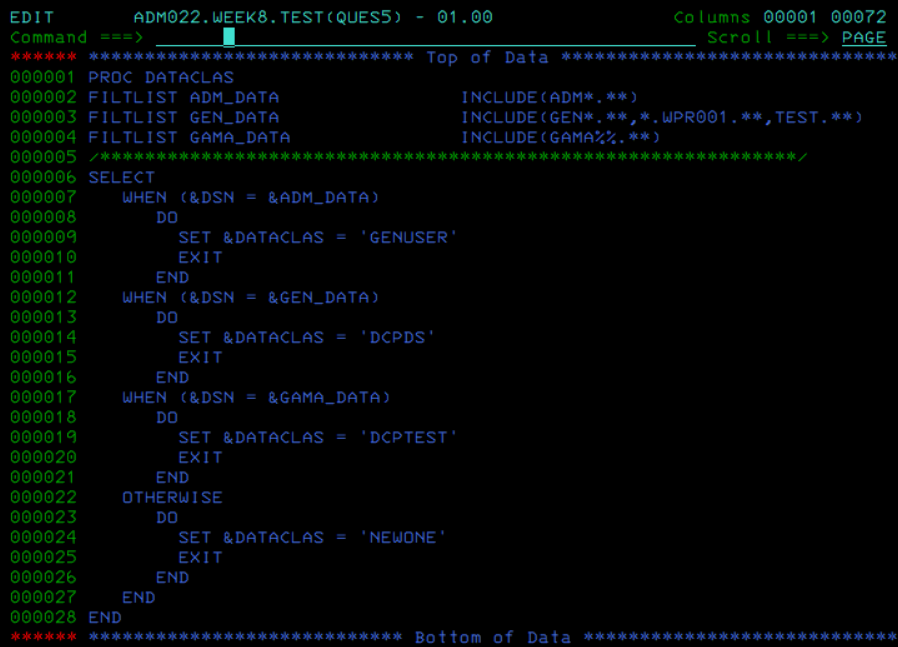 EDIT       ADM022.WEEK8.TEST(QUES5) - 01.00                Columns 00001 00072
Command ===>                                                  Scroll ===> PAGE
****** **************************** Top of Data ******************************
000001 PROC DATACLAS
000002 FILTLIST ADM_DATA                INCLUDE(ADM*.**)
000003 FILTLIST GEN_DATA                INCLUDE(GEN*.**,*.WPR001.**,TEST.**)
000004 FILTLIST GAMA_DATA               INCLUDE(GAMA%%.**)
000005 /**************************************************************/
000006 SELECT
000007    WHEN (&DSN = &ADM_DATA)
000008       DO
000009         SET &DATACLAS = 'GENUSER'
000010         EXIT
000011       END
000012    WHEN (&DSN = &GEN_DATA)
000013       DO
000014         SET &DATACLAS = 'DCPDS'
000015         EXIT
000016       END
000017    WHEN (&DSN = &GAMA_DATA)
000018       DO
000019         SET &DATACLAS = 'DCPTEST'
000020         EXIT
000021       END
000022    OTHERWISE
000023       DO
000024         SET &DATACLAS = 'NEWONE'
000025         EXIT
000026       END
000027    END
000028 END
****** *************************** Bottom of Data ****************************